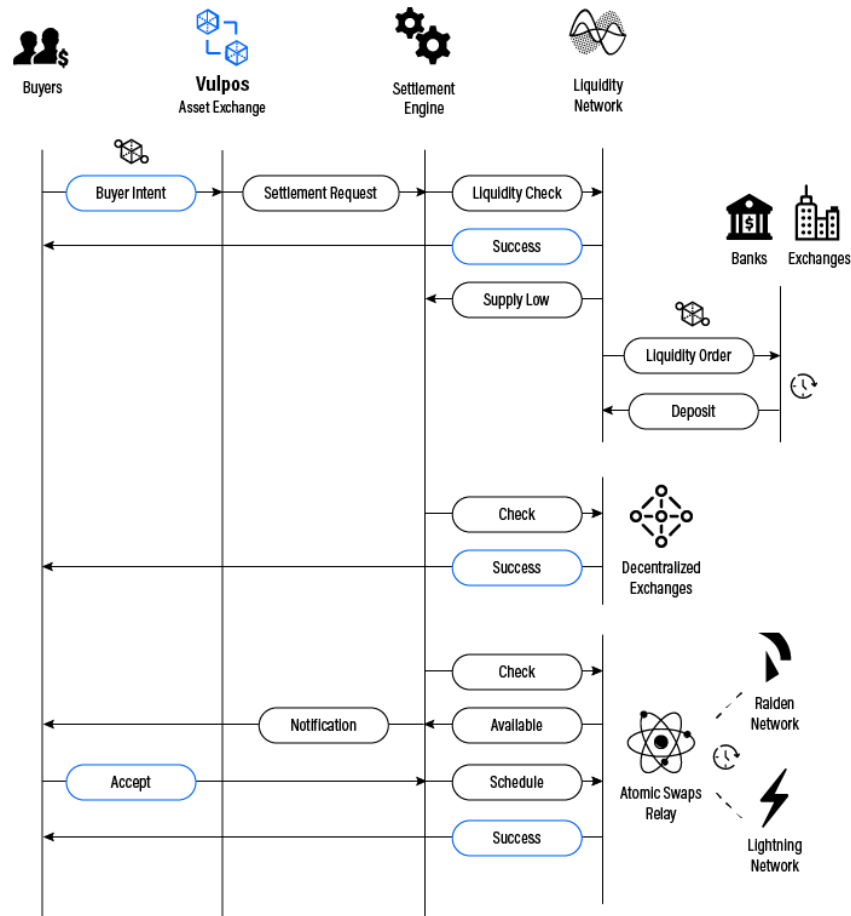 Buyers
Vulpos
Asset Exchange
Settlement
Engine
Liquidity
Network
$
Buyer Intent
Settlement Request
Liquidity Check
Success
$
Banks
Exchanges
Supply Low
Liquidity Order
Deposit
Check
Success
Decentralized
Exchanges
Check
Raiden
Network
Notification
Available
Accept
Schedule
Atomic Swaps
Relay
Success
Lightning
Network